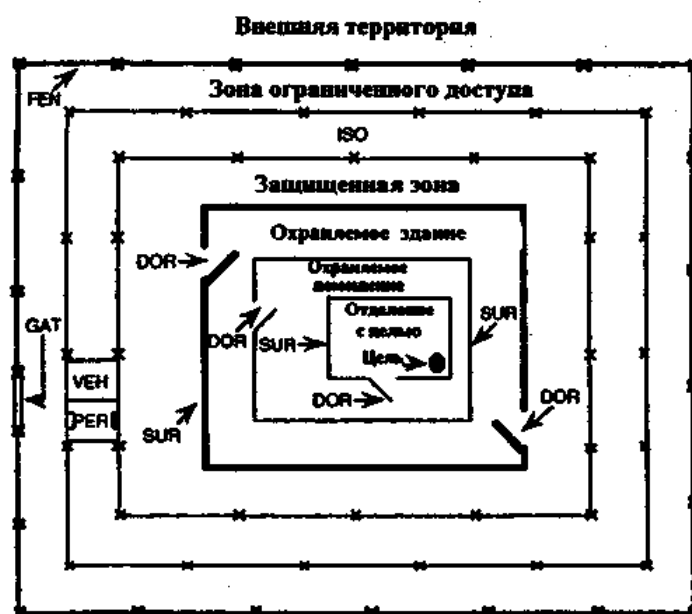 Внешняя территория
FEN
Зона ограниченного доступа
ISO
Защищенная зона
Охраняемое здание
DOR
Охраняемое
помещение
Отделение
с целью
SUR
GAT
DOR
SUR
Цель
VEH
DOR
DOR
PER
SUR